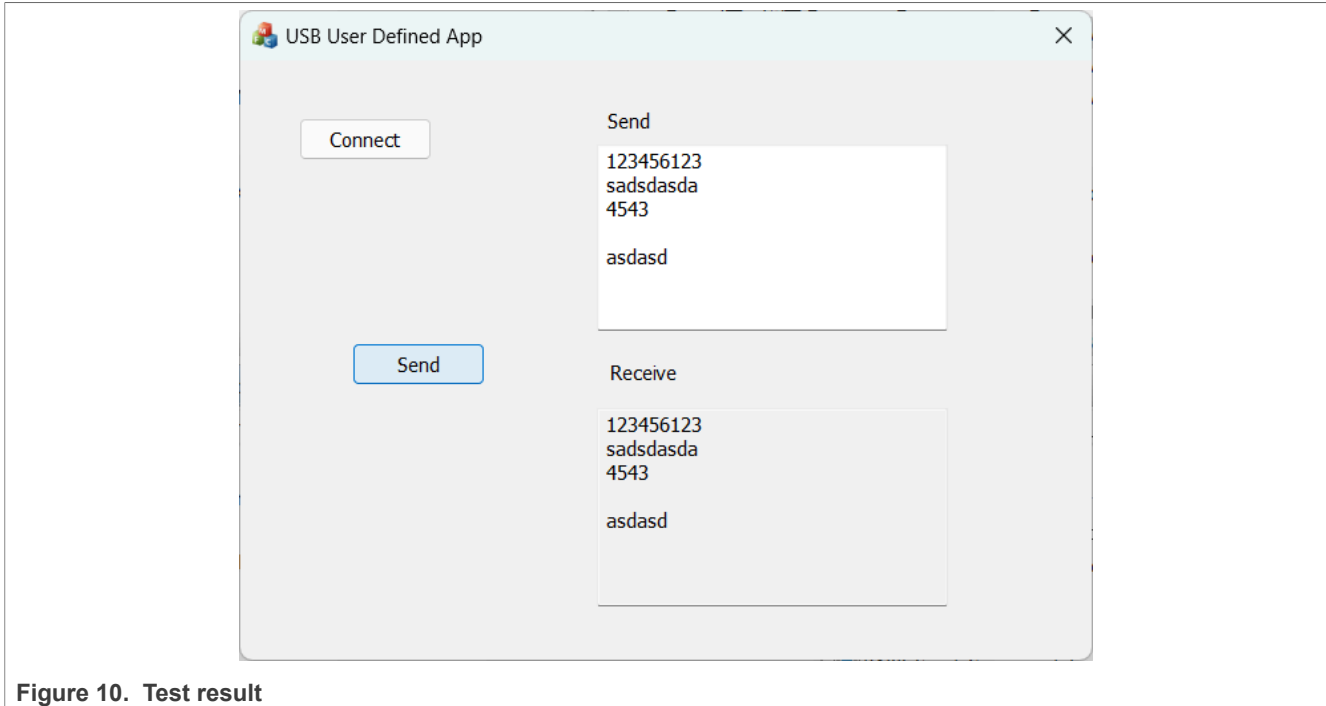 USB User Defined App
Connect
Send
123456123
sadsdasda
4543
asdasd
Send
Receive
123456123
sadsdasda
4543
asdasd
Figure 10. Test result